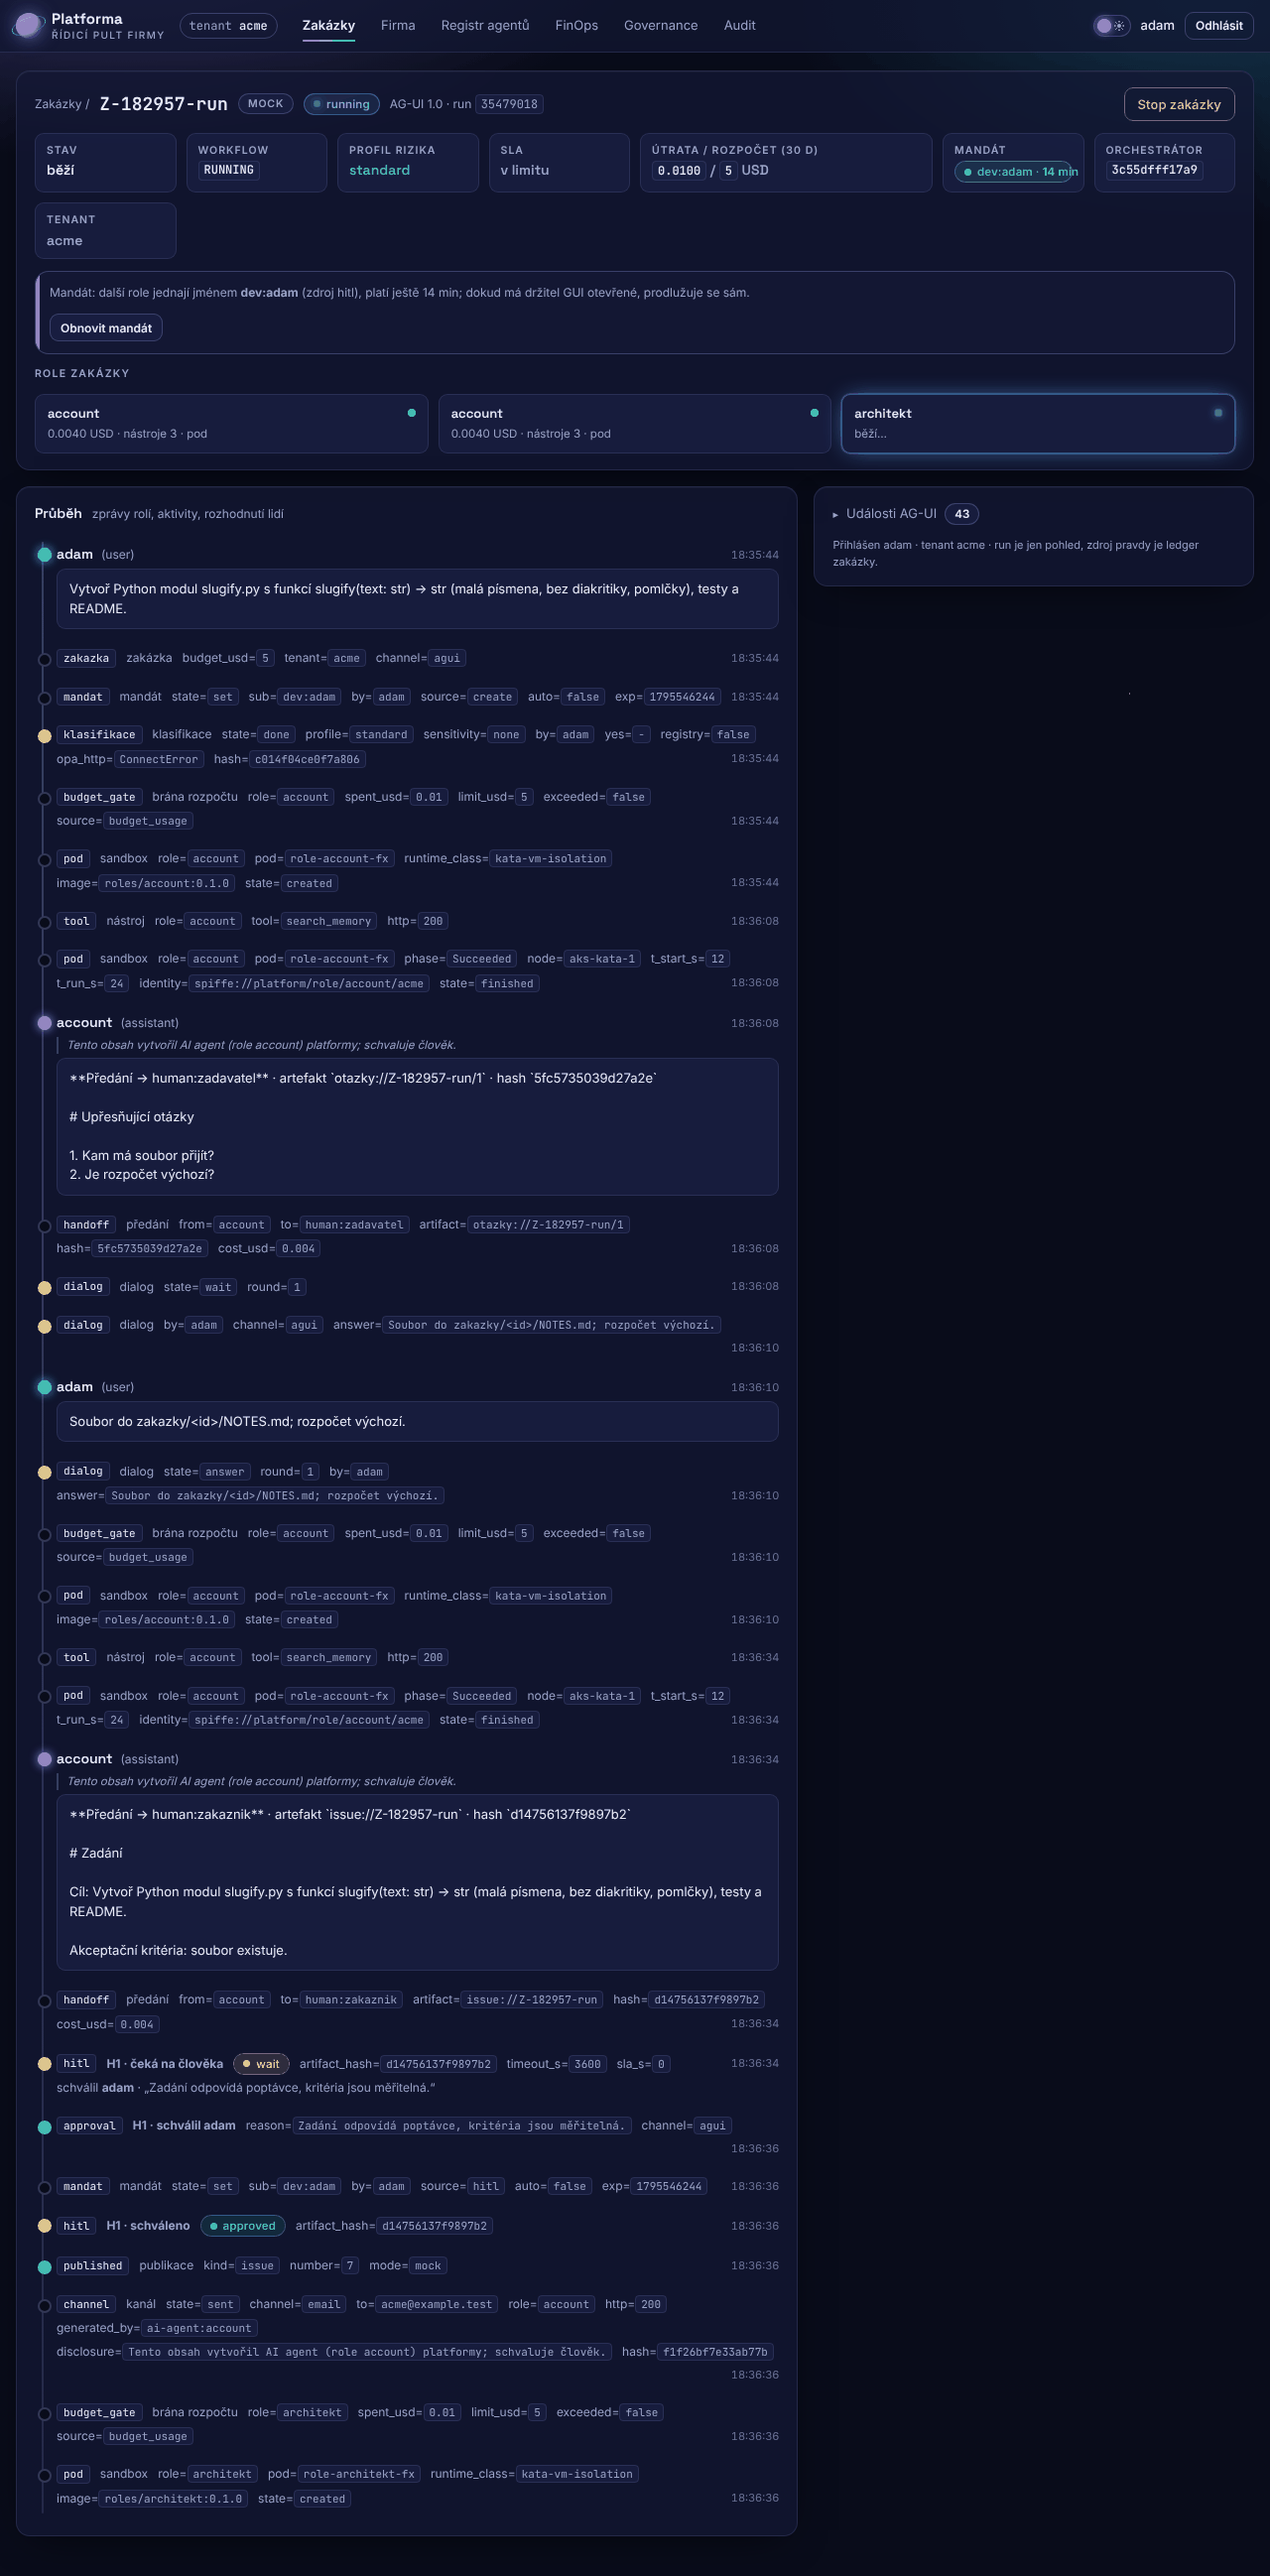 Platforma
ŘÍDICÍ PULT FIRMY
tenant acme
Zakázky
Firma
Registr agentů
FinOps
Governance
Audit
adam
Odhlásit
Zakázky /
Z-182957-run
MOCK
running
AG-UI 1.0 · run 35479018
Stop zakázky
STAV
běží
WORKFLOW
RUNNING
PROFIL RIZIKA
standard
SLA
v limitu
ÚTRATA / ROZPOČET (30 D)
0.0100 / 5 USD
MANDÁT
dev:adam · 14 min
ORCHESTRÁTOR
3c55dfff17a9
TENANT
acme
Mandát: další role jednají jménem dev:adam (zdroj hitl), platí ještě 14 min; dokud má držitel GUI otevřené, prodlužuje se sám.
Obnovit mandát
ROLE ZAKÁZKY
account
0.0040 USD · nástroje 3 · pod
account
0.0040 USD · nástroje 3 · pod
architekt
běží…
Průběh zprávy rolí, aktivity, rozhodnutí lidí
adam (user) 18:35:44
Vytvoř Python modul slugify.py s funkcí slugify(text: str) → str (malá písmena, bez diakritiky, pomlčky), testy a
README.
zakazka zakázka budget_usd=5 tenant=acme channel=agui 18:35:44
mandat mandát state=set sub=dev:adam by=adam source=create auto=false exp=1795546244 18:35:44
klasifikace klasifikace state=done profile=standard sensitivity=none by=adam yes=- registry=false
opa_http=ConnectError hash=c014f04ce0f7a806 18:35:44
budget_gate brána rozpočtu role=account spent_usd=0.01 limit_usd=5 exceeded=false
source=budget_usage 18:35:44
pod sandbox role=account pod=role-account-fx runtime_class=kata-vm-isolation
image=roles/account:0.1.0 state=created 18:35:44
tool nástroj role=account tool=search_memory http=200 18:36:08
pod sandbox role=account pod=role-account-fx phase=Succeeded node=aks-kata-1 t_start_s=12
t_run_s=24 identity=spiffe://platform/role/account/acme state=finished 18:36:08
account (assistant) 18:36:08
Tento obsah vytvořil AI agent (role account) platformy; schvaluje člověk.
**Předání → human:zadavatel** · artefakt `otazky://Z-182957-run/1` · hash `5fc5735039d27a2e`
# Upřesňující otázky
1. Kam má soubor přijít?
2. Je rozpočet výchozí?
handoff předání from=account to=human:zadavatel artifact=otazky://Z-182957-run/1
hash=5fc5735039d27a2e cost_usd=0.004 18:36:08
dialog dialog state=wait round=1 18:36:08
dialog dialog by=adam channel=agui answer=Soubor do zakazky/<id>/NOTES.md; rozpočet výchozí.
18:36:10
adam (user) 18:36:10
Soubor do zakazky/<id>/NOTES.md; rozpočet výchozí.
dialog dialog state=answer round=1 by=adam
answer=Soubor do zakazky/<id>/NOTES.md; rozpočet výchozí. 18:36:10
budget_gate brána rozpočtu role=account spent_usd=0.01 limit_usd=5 exceeded=false
source=budget_usage 18:36:10
pod sandbox role=account pod=role-account-fx runtime_class=kata-vm-isolation
image=roles/account:0.1.0 state=created 18:36:10
tool nástroj role=account tool=search_memory http=200 18:36:34
pod sandbox role=account pod=role-account-fx phase=Succeeded node=aks-kata-1 t_start_s=12
t_run_s=24 identity=spiffe://platform/role/account/acme state=finished 18:36:34
account (assistant) 18:36:34
Tento obsah vytvořil AI agent (role account) platformy; schvaluje člověk.
**Předání → human:zakaznik** · artefakt `issue://Z-182957-run` · hash `d14756137f9897b2`
# Zadání
Cíl: Vytvoř Python modul slugify.py s funkcí slugify(text: str) → str (malá písmena, bez diakritiky, pomlčky), testy a
README.
Akceptační kritéria: soubor existuje.
handoff předání from=account to=human:zakaznik artifact=issue://Z-182957-run hash=d14756137f9897b2
cost_usd=0.004 18:36:34
hitl H1 · čeká na člověka wait artifact_hash=d14756137f9897b2 timeout_s=3600 sla_s=0 18:36:34
schválil adam · „Zadání odpovídá poptávce, kritéria jsou měřitelná.“
approval H1 · schválil adam reason=Zadání odpovídá poptávce, kritéria jsou měřitelná. channel=agui
18:36:36
mandat mandát state=set sub=dev:adam by=adam source=hitl auto=false exp=1795546244 18:36:36
hitl H1 · schváleno approved artifact_hash=d14756137f9897b2 18:36:36
published publikace kind=issue number=7 mode=mock 18:36:36
channel kanál state=sent channel=email to=acme@example.test role=account http=200
generated_by=ai-agent:account
disclosure=Tento obsah vytvořil AI agent (role account) platformy; schvaluje člověk. hash=f1f26bf7e33ab77b
18:36:36
budget_gate brána rozpočtu role=architekt spent_usd=0.01 limit_usd=5 exceeded=false
source=budget_usage 18:36:36
pod sandbox role=architekt pod=role-architekt-fx runtime_class=kata-vm-isolation
image=roles/architekt:0.1.0 state=created 18:36:36
▸ Události AG-UI 43
Přihlášen adam · tenant acme · run je jen pohled, zdroj pravdy je ledger
zakázky.